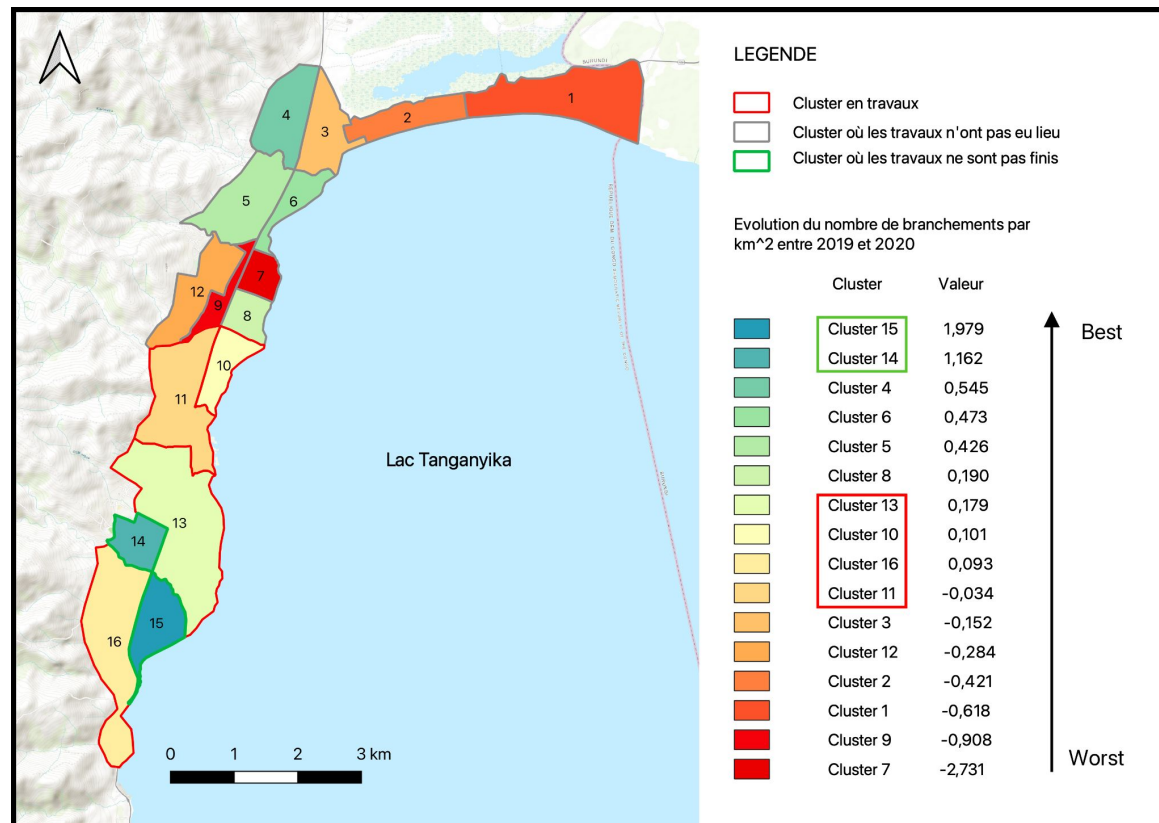 BURUNDI
1
2
3
4
5
6
7
8
9
10
11
12
13
14
15
16
Lac Tanganyika
0 1 2 3 km
LEGENDE
Cluster en travaux
Cluster où les travaux n'ont pas eu lieu
Cluster où les travaux ne sont pas finis
Evolution du nombre de branchements par
km^2 entre 2019 et 2020
Cluster Valeur
Cluster 15 1,979
Cluster 14 1,162
Cluster 4 0,545
Cluster 6 0,473
Cluster 5 0,426
Cluster 8 0,190
Cluster 13 0,179
Cluster 10 0,101
Cluster 16 0,093
Cluster 11 -0,034
Cluster 3 -0,152
Cluster 12 -0,284
Cluster 2 -0,421
Cluster 1 -0,618
Cluster 9 -0,908
Cluster 7 -2,731
Best
Worst